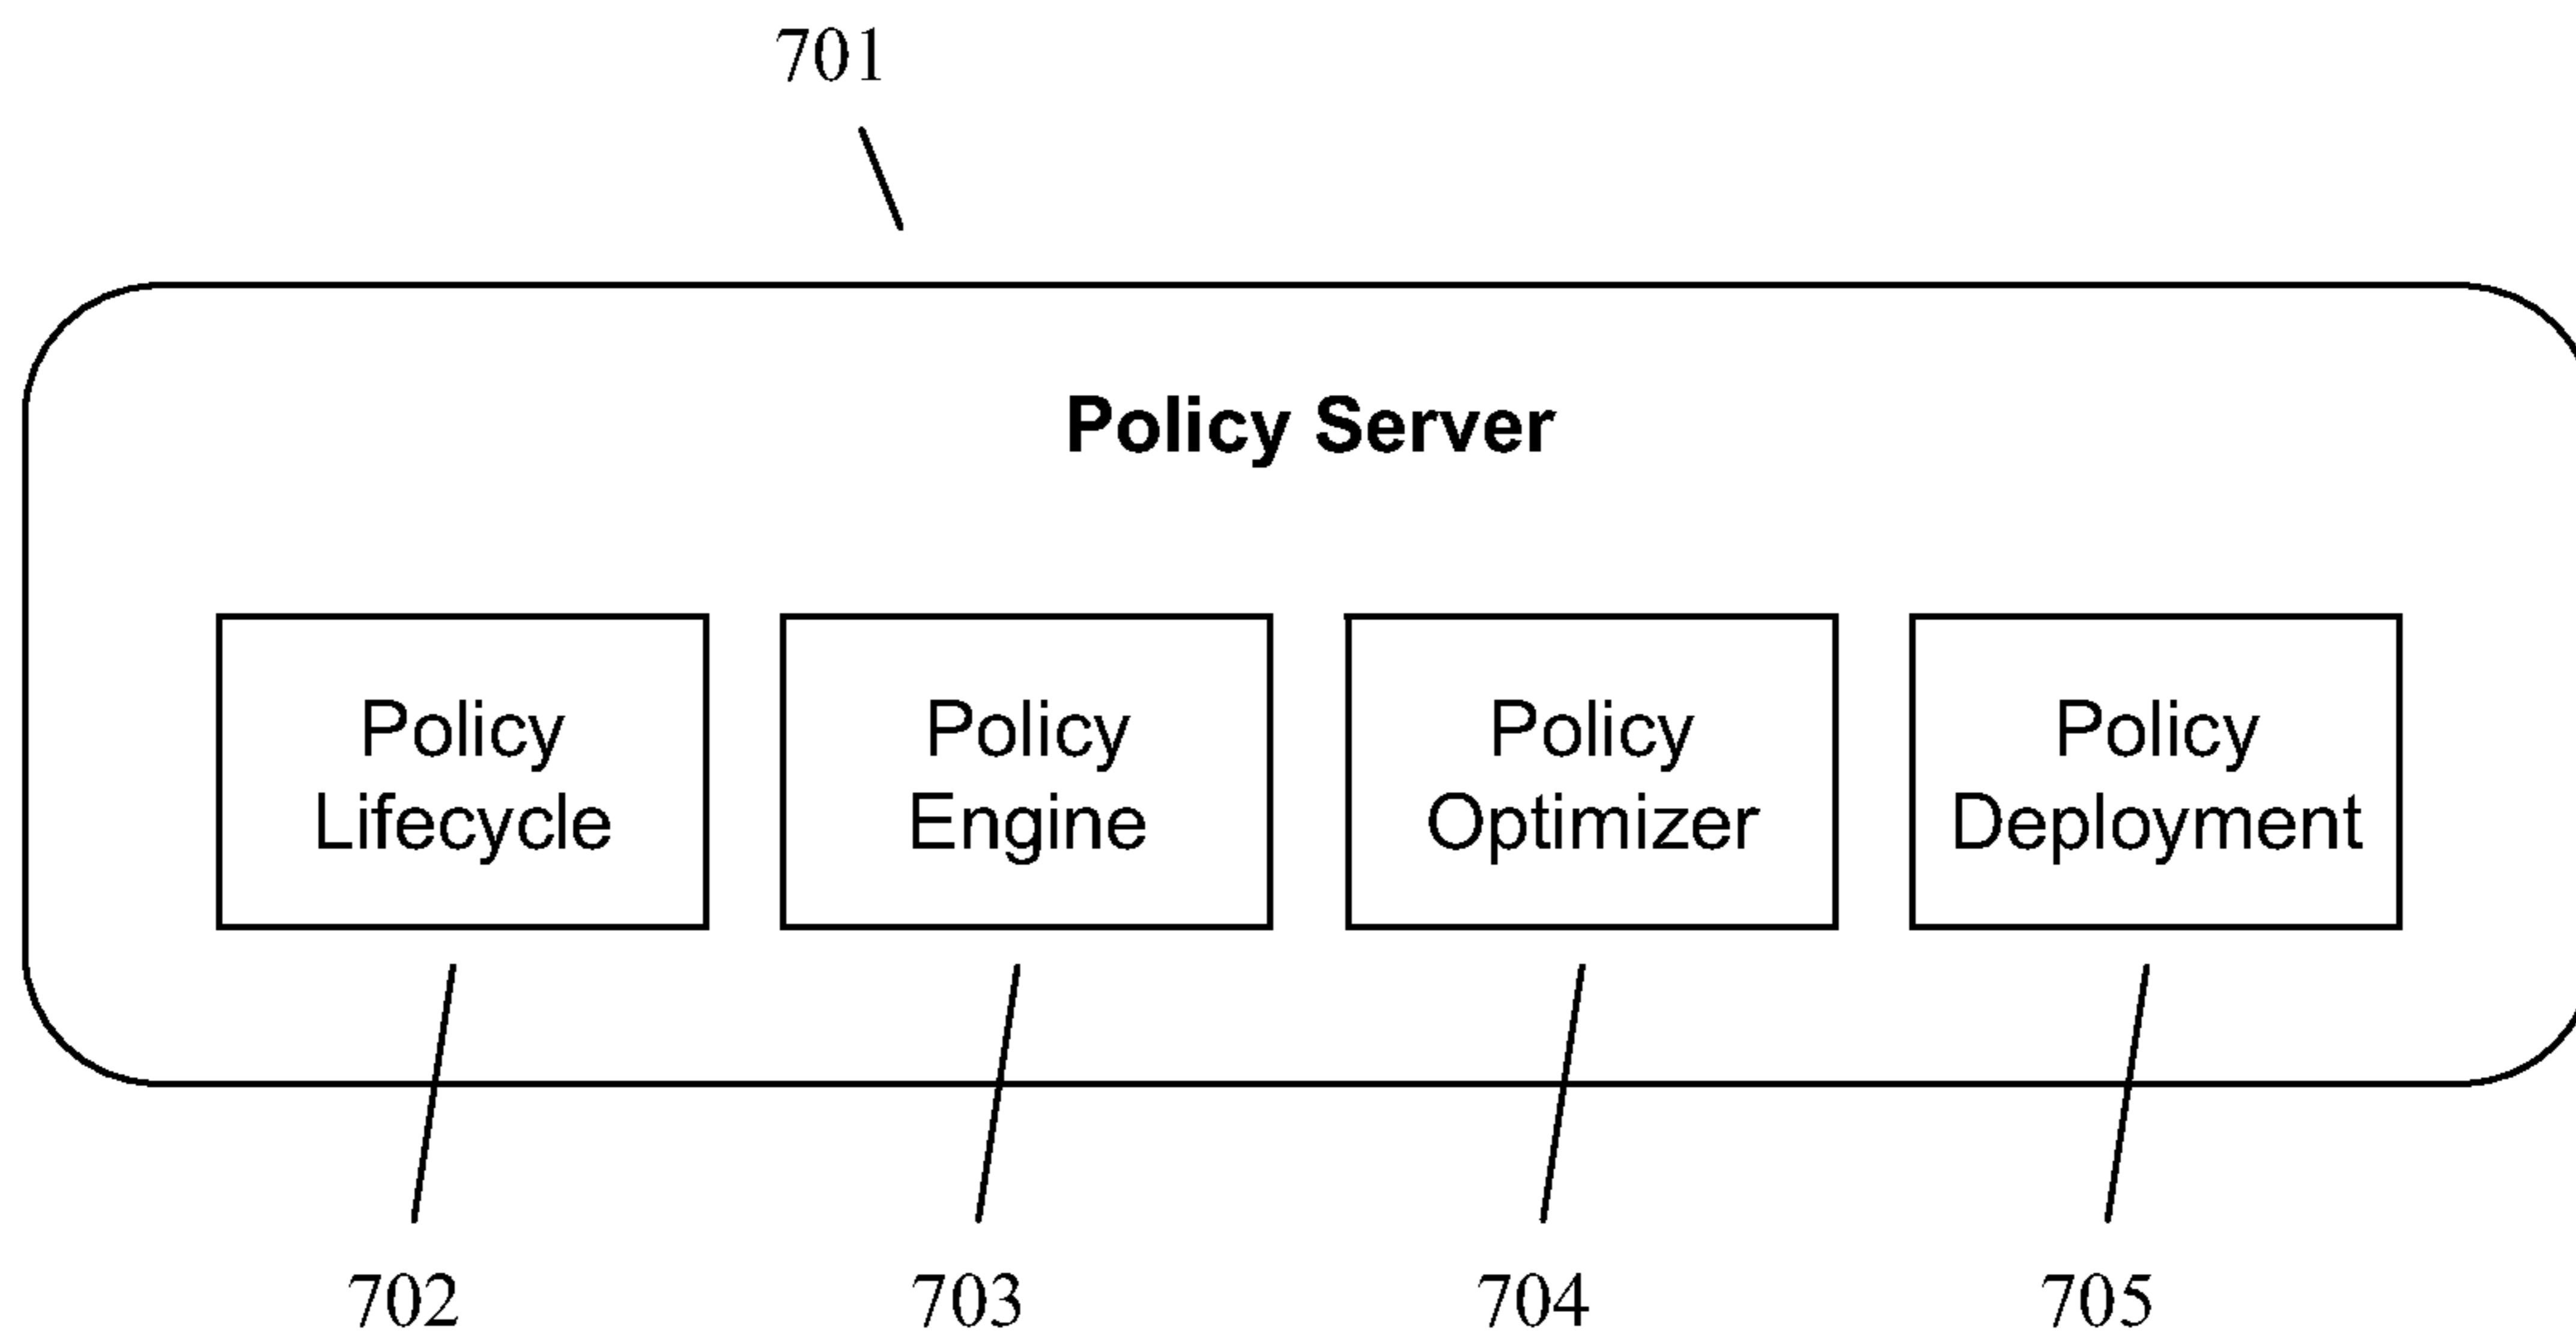 701
Policy Server
Policy
Lifecycle
Policy
Engine
Policy
Optimizer
Policy
Deployment
702
703
704
705